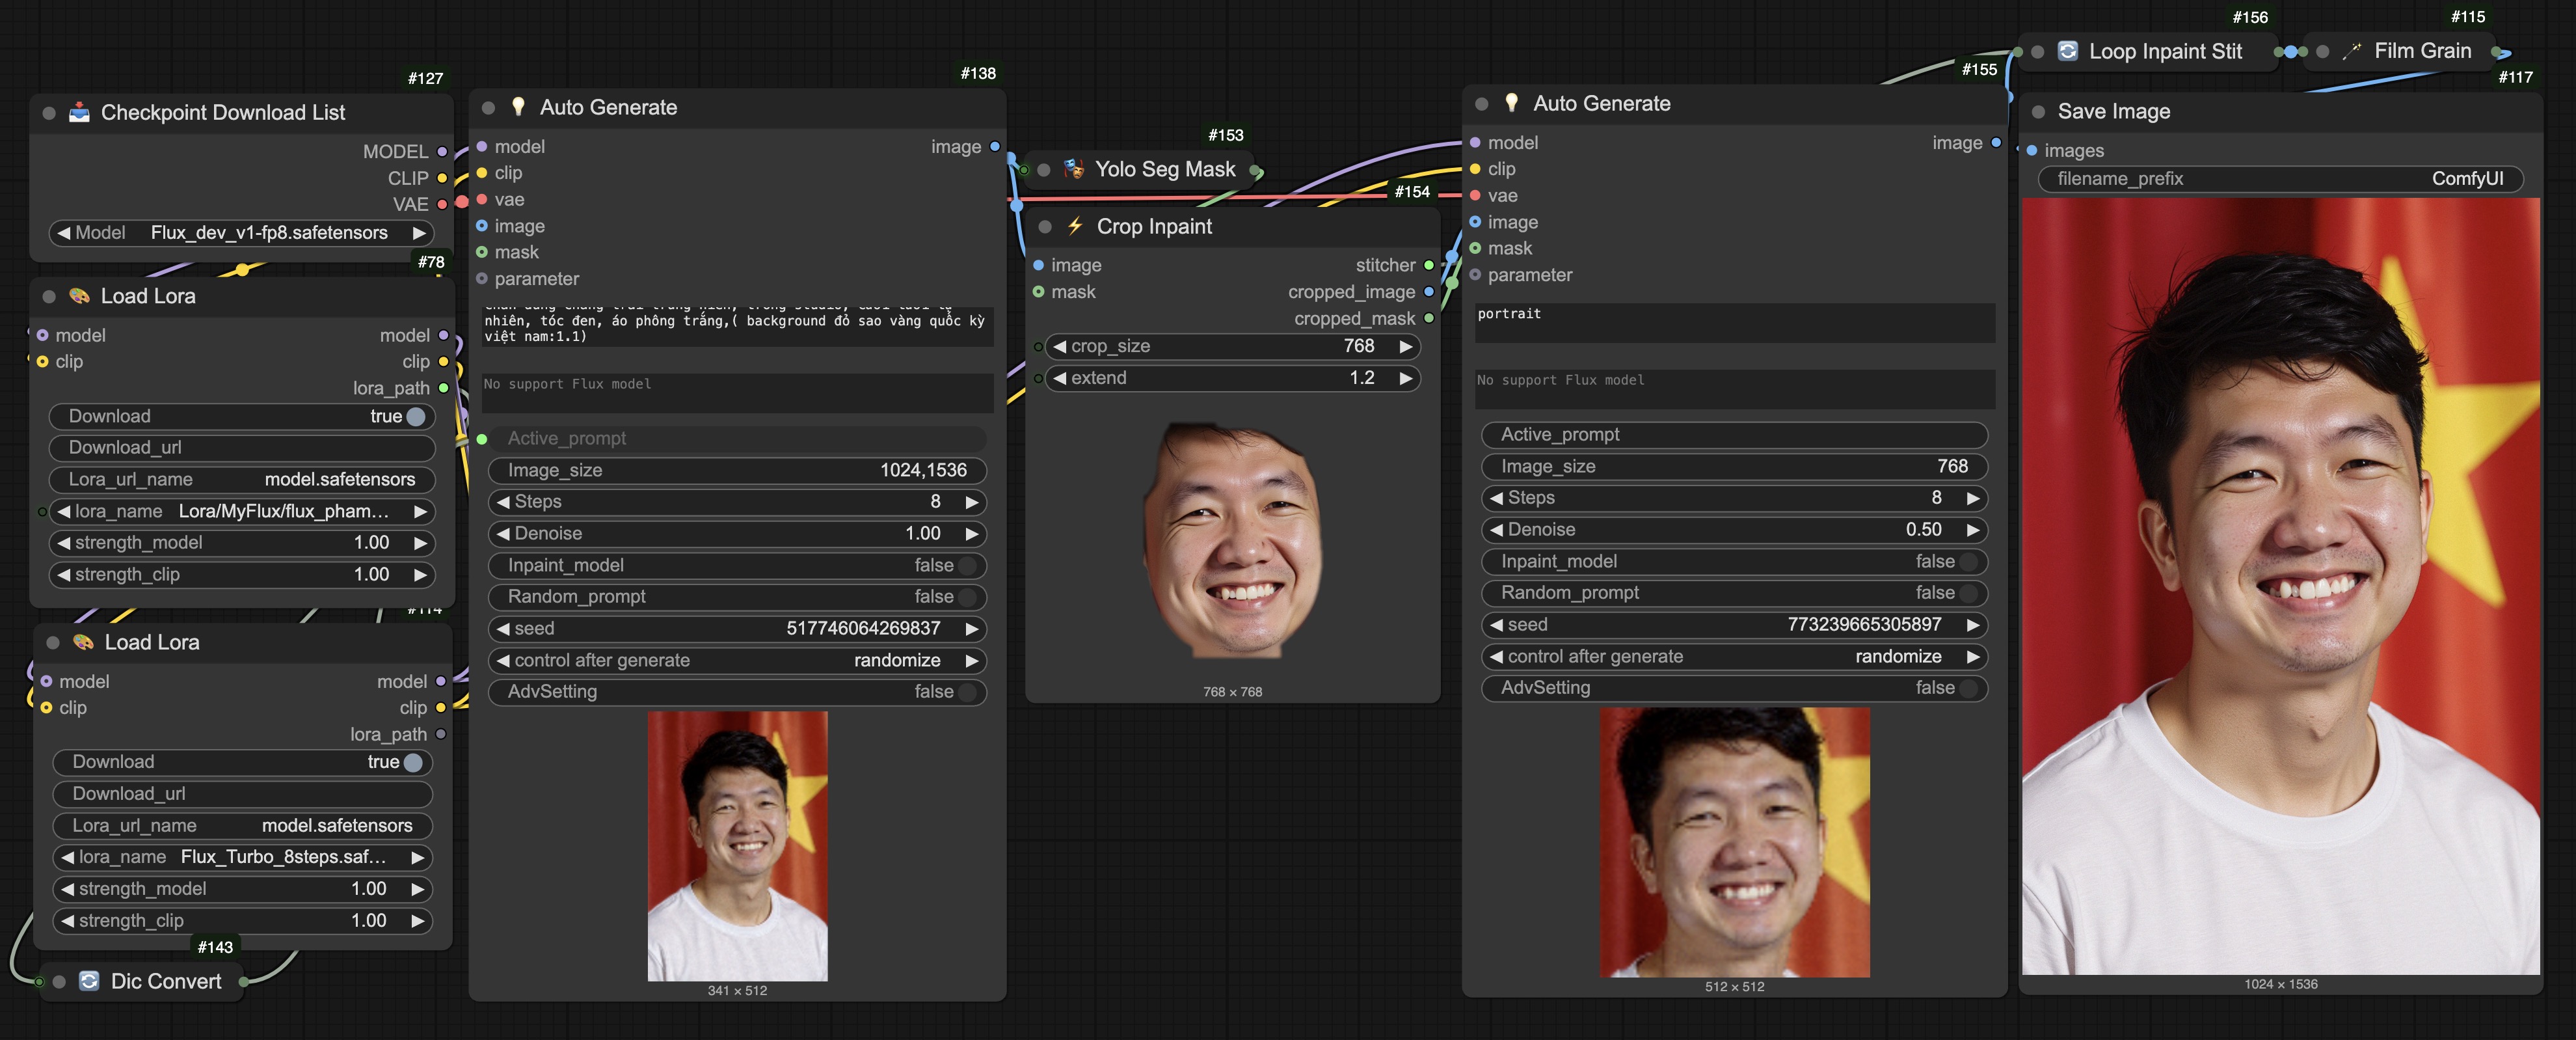 #127
Checkpoint Download List
MODEL
CLIP
VAE
Model Flux_dev_v1-fp8.safetensors
#78
Load Lora
model model
clip clip
lora_path
Download true
Download_url
Lora_url_name model.safetensors
lora_name Lora/MyFlux/flux_pham...
strength_model 1.00
strength_clip 1.00
#114
Load Lora
model model
clip clip
lora_path
Download true
Download_url
Lora_url_name model.safetensors
lora_name Flux_Turbo_8steps.saf...
strength_model 1.00
strength_clip 1.00
#143
Dic Convert
#138
Auto Generate
model image
clip
vae
image
mask
parameter
nhiên, tóc đen, áo phông trắng,( background đỏ sao vàng quốc kỳ
việt nam:1.1)
No support Flux model
Active_prompt
Image_size 1024,1536
Steps 8
Denoise 1.00
Inpaint_model false
Random_prompt false
seed 517746064269837
control after generate randomize
AdvSetting false
341 × 512
#153
Yolo Seg Mask
#154
Crop Inpaint
image stitcher
mask cropped_image
cropped_mask
crop_size 768
extend 1.2
768 × 768
#155
Auto Generate
model image
clip
vae
image
mask
parameter
portrait
No support Flux model
Active_prompt
Image_size 768
Steps 8
Denoise 0.50
Inpaint_model false
Random_prompt false
seed 773239665305897
control after generate randomize
AdvSetting false
512 × 512
#156
Loop Inpaint Stit
#115
Film Grain
#117
Save Image
images
filename_prefix ComfyUI
1024 × 1536